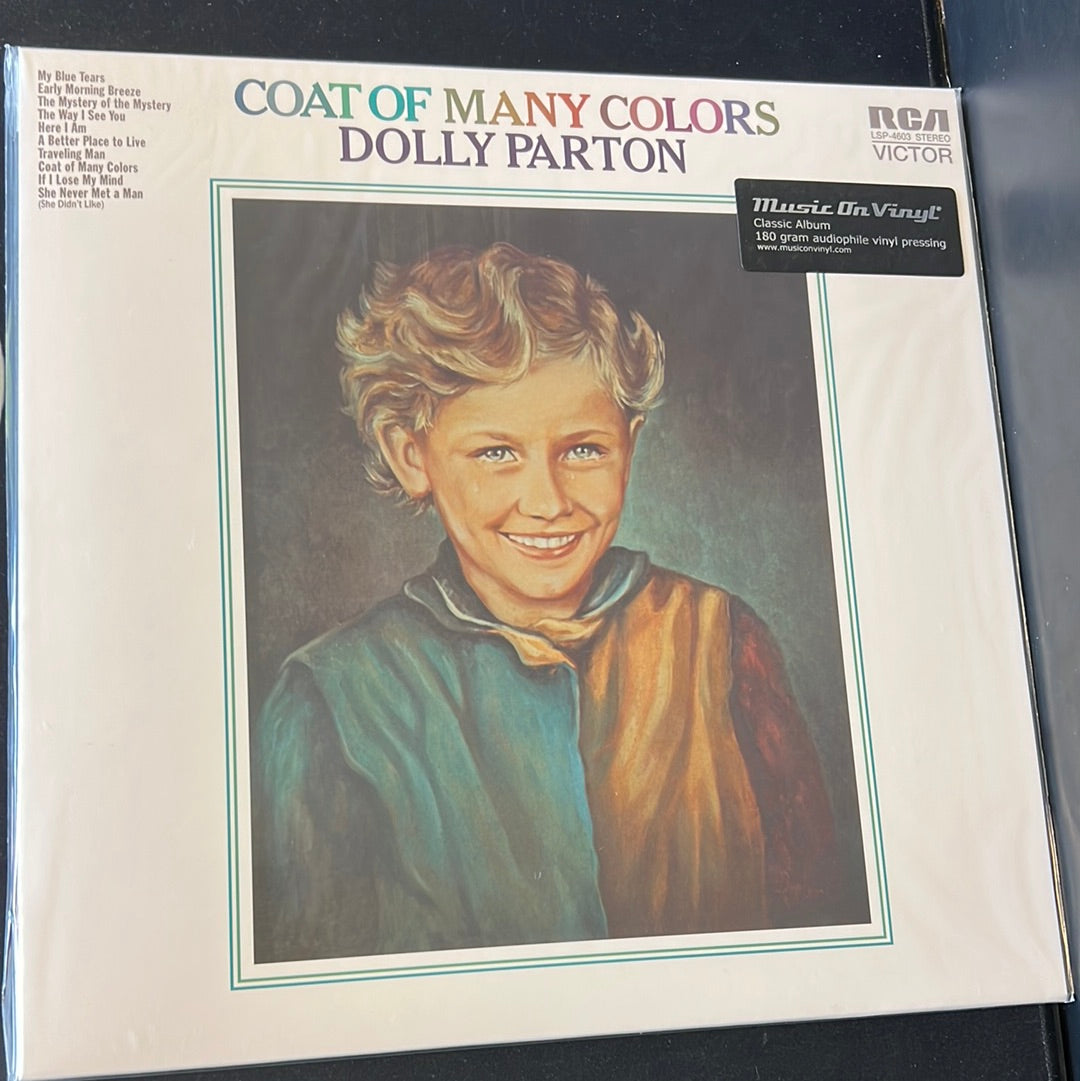 My Blue Tears
Early Morning Breeze
The Mystery of the Mystery
The Way I See You
Here I Am
A Better Place to Live
Traveling Man
Coat of Many Colors
If I Lose My Mind
She Never Met a Man
(She Didn't Like)
COAT OF MANY COLORS
DOLLY PARTON
RCA
LSP-4603 STEREO
VICTOR
Music On Vinyl
Classic Album
180 gram audiophile vinyl pressing
www.musiconvinyl.com